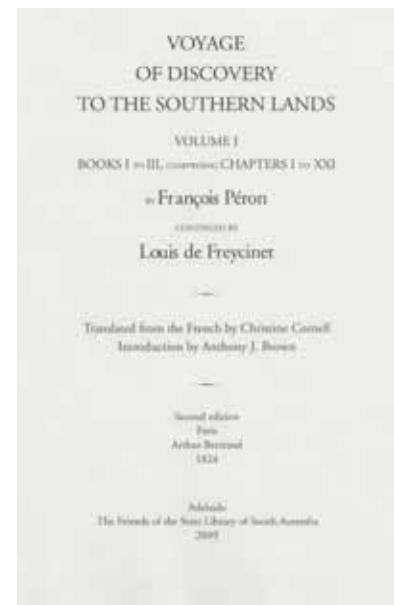 VOYAGE
OF DISCOVERY
TO THE SOUTHERN LANDS
VOLUME I
BOOKS I TO III, COMPRISING CHAPTERS I TO XXI
BY François Péron
CONTINUED BY
Louis de Freycinet
Translated from the French by Christine Cornell
Introduction by Anthony J. Brown
Second edition
Paris
Arthus Bertrand
1824
Adelaide
The Friends of the State Library of South Australia